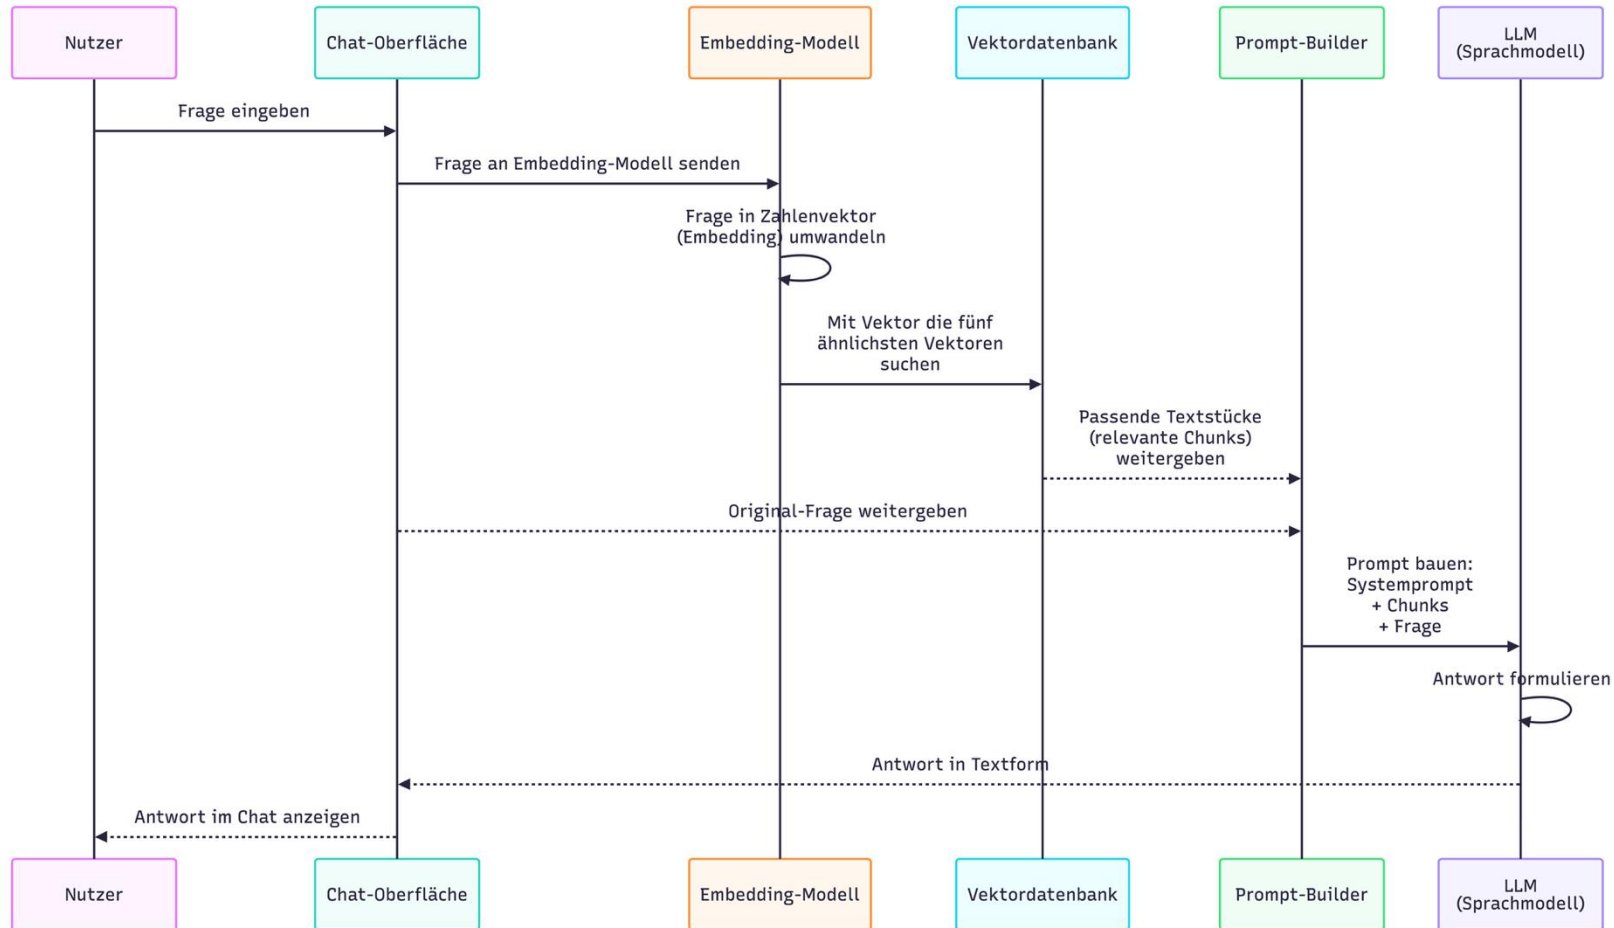 Nutzer
Chat-Oberfläche
Embedding-Modell
Vektordatenbank
Prompt-Builder
LLM
(Sprachmodell)
Frage eingeben
Frage an Embedding-Modell senden
Frage in Zahlenvektor
(Embedding) umwandeln
Mit Vektor die fünf
ähnlichsten Vektoren
suchen
Passende Textstücke
(relevante Chunks)
weitergeben
Original-Frage weitergeben
Prompt bauen:
Systemprompt
+ Chunks
+ Frage
Antwort formulieren
Antwort in Textform
Antwort im Chat anzeigen
Nutzer
Chat-Oberfläche
Embedding-Modell
Vektordatenbank
Prompt-Builder
LLM
(Sprachmodell)